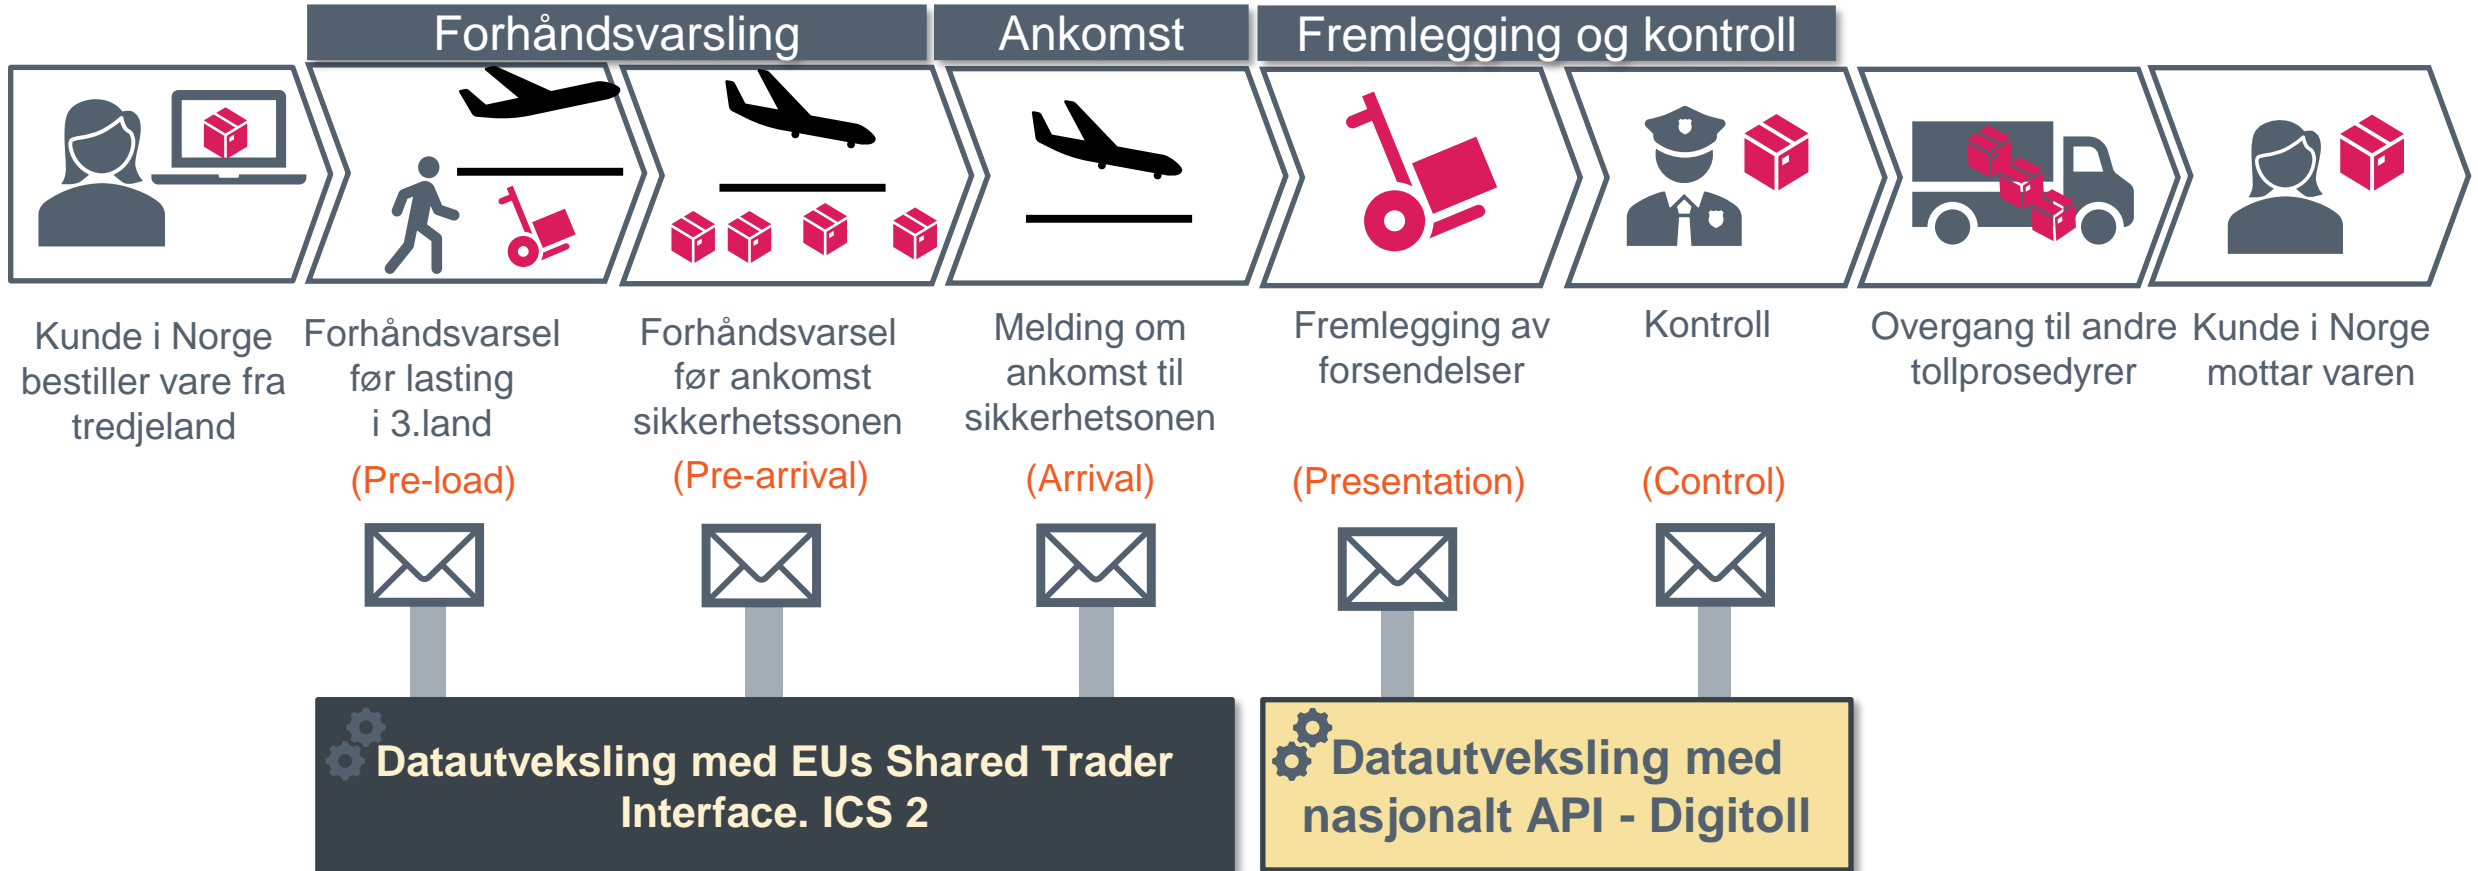 Forhåndsvarsling
Ankomst
Fremlegging og kontroll
Kunde i Norge
bestiller vare fra
tredjeland
Forhåndsvarsel
før lasting
i 3.land
(Pre-load)
Forhåndsvarsel
før ankomst
sikkerhetssonen
(Pre-arrival)
Melding om
ankomst til
sikkerhetsonen
(Arrival)
Fremlegging av
forsendelser
(Presentation)
Kontroll
(Control)
Overgang til andre
tollprosedyrer
Kunde i Norge
mottar varen
Datautveksling med EUs Shared Trader
Interface. ICS 2
Datautveksling med
nasjonalt API - Digitoll